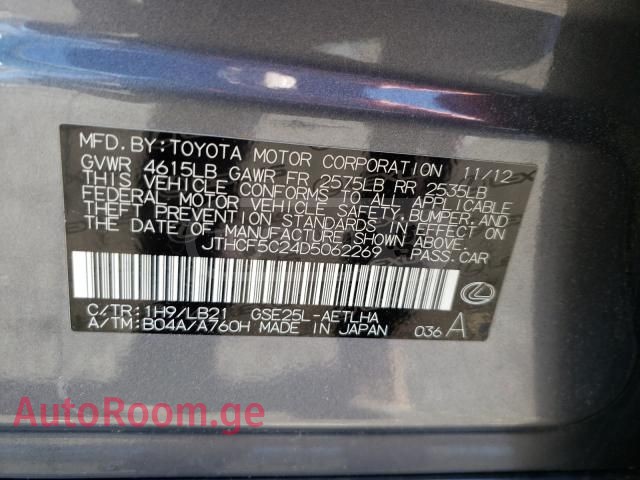 MFD. BY:TOYOTA MOTOR CORPORATION 11/12
GVWR 4615LB GAWR FR 2575LB RR 2535LB
THIS VEHICLE CONFORMS TO ALL APPLICABLE
FEDERAL MOTOR VEHICLE SAFETY, BUMPER, AND
THEFT PREVENTION STANDARDS IN EFFECT ON
THE DATE OF MANUFACTURE SHOWN ABOVE.
JTHCF5C24D5062269 PASS.CAR
C/TR:1H9/LB21 GSE25L-AETLHA
A/TM:B04A/A760H MADE IN JAPAN 036 A
AutoRoom.ge